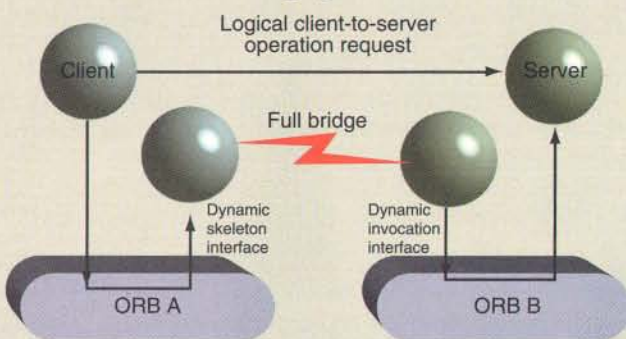 Logical client-to-server
operation request
Client
Server
Full bridge
Dynamic
skeleton
interface
Dynamic
invocation
interface
ORB A
ORB B